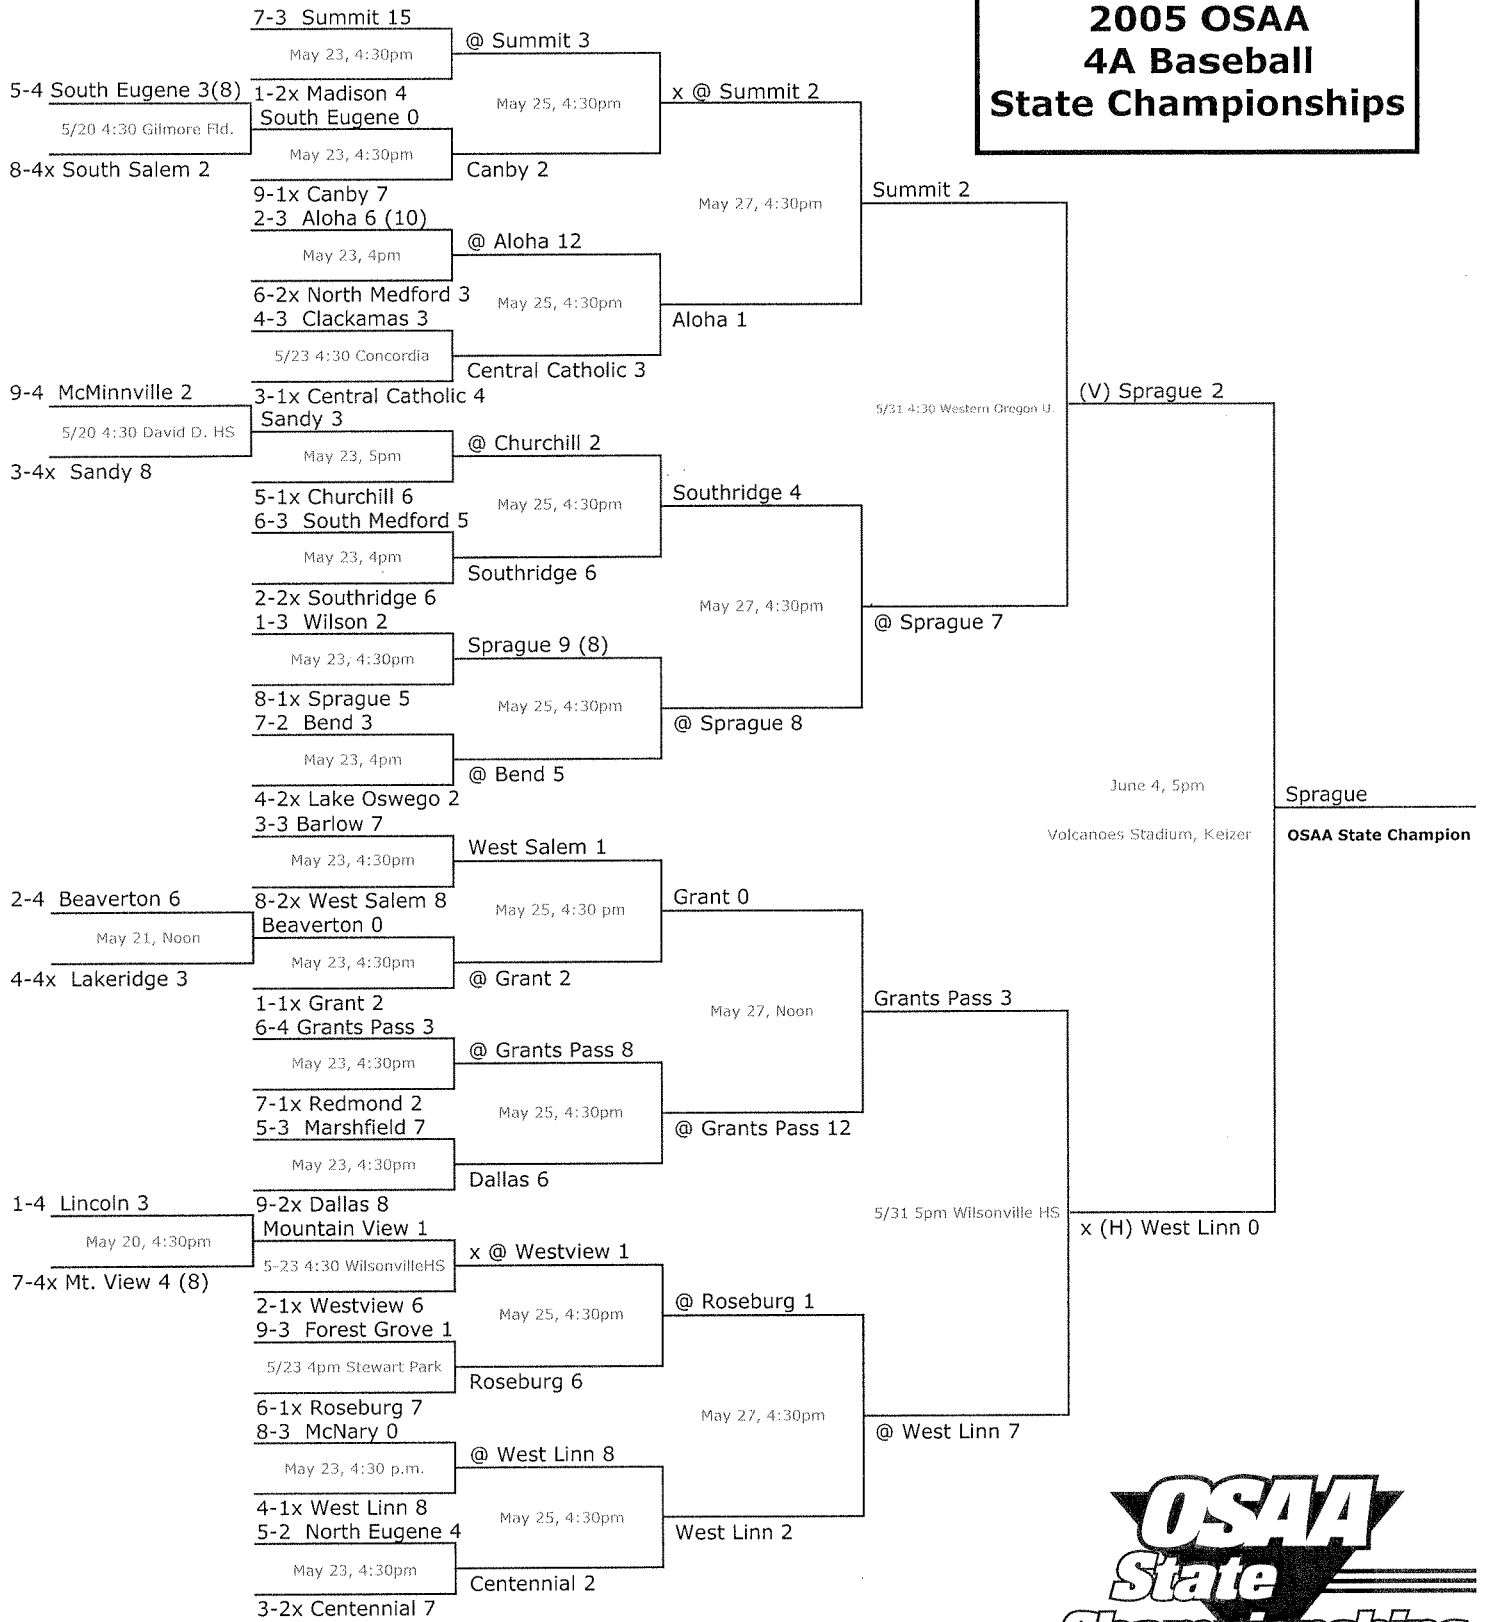 2005 OSAA
4A Baseball
State Championships
7-3 Summit 15
May 23, 4:30pm
1-2x Madison 4
@ Summit 3
5-4 South Eugene 3(8)
5/20 4:30 Gilmore Fld.
8-4x South Salem 2
South Eugene 0
May 23, 4:30pm
9-1x Canby 7
May 25, 4:30pm
Canby 2
x @ Summit 2
2-3 Aloha 6 (10)
May 23, 4pm
6-2x North Medford 3
@ Aloha 12
May 25, 4:30pm
4-3 Clackamas 3
5/23 4:30 Concordia
3-1x Central Catholic 4
Central Catholic 3
Aloha 1
May 27, 4:30pm
Summit 2
9-4 McMinnville 2
5/20 4:30 David D. HS
3-4x Sandy 8
Sandy 3
May 23, 5pm
5-1x Churchill 6
@ Churchill 2
May 25, 4:30pm
6-3 South Medford 5
May 23, 4pm
2-2x Southridge 6
Southridge 6
Southridge 4
1-3 Wilson 2
May 23, 4:30pm
8-1x Sprague 5
Sprague 9 (8)
May 25, 4:30pm
7-2 Bend 3
May 23, 4pm
4-2x Lake Oswego 2
@ Bend 5
@ Sprague 8
May 27, 4:30pm
@ Sprague 7
5/31 4:30 Western Oregon U.
(V) Sprague 2
3-3 Barlow 7
May 23, 4:30pm
8-2x West Salem 8
West Salem 1
May 25, 4:30 pm
2-4 Beaverton 6
May 21, Noon
4-4x Lakeridge 3
Beaverton 0
May 23, 4:30pm
1-1x Grant 2
@ Grant 2
Grant 0
6-4 Grants Pass 3
May 23, 4:30pm
7-1x Redmond 2
@ Grants Pass 8
May 25, 4:30pm
5-3 Marshfield 7
May 23, 4:30pm
9-2x Dallas 8
Dallas 6
@ Grants Pass 12
May 27, Noon
Grants Pass 3
1-4 Lincoln 3
May 20, 4:30pm
7-4x Mt. View 4 (8)
Mountain View 1
5-23 4:30 WilsonvilleHS
2-1x Westview 6
x @ Westview 1
May 25, 4:30pm
9-3 Forest Grove 1
5/23 4pm Stewart Park
6-1x Roseburg 7
Roseburg 6
@ Roseburg 1
8-3 McNary 0
May 23, 4:30 p.m.
4-1x West Linn 8
@ West Linn 8
May 25, 4:30pm
5-2 North Eugene 4
May 23, 4:30pm
3-2x Centennial 7
Centennial 2
West Linn 2
May 27, 4:30pm
@ West Linn 7
5/31 5pm Wilsonville HS
x (H) West Linn 0
June 4, 5pm
Volcanoes Stadium, Keizer
Sprague
OSAA State Champion
OSAA
State
Championships